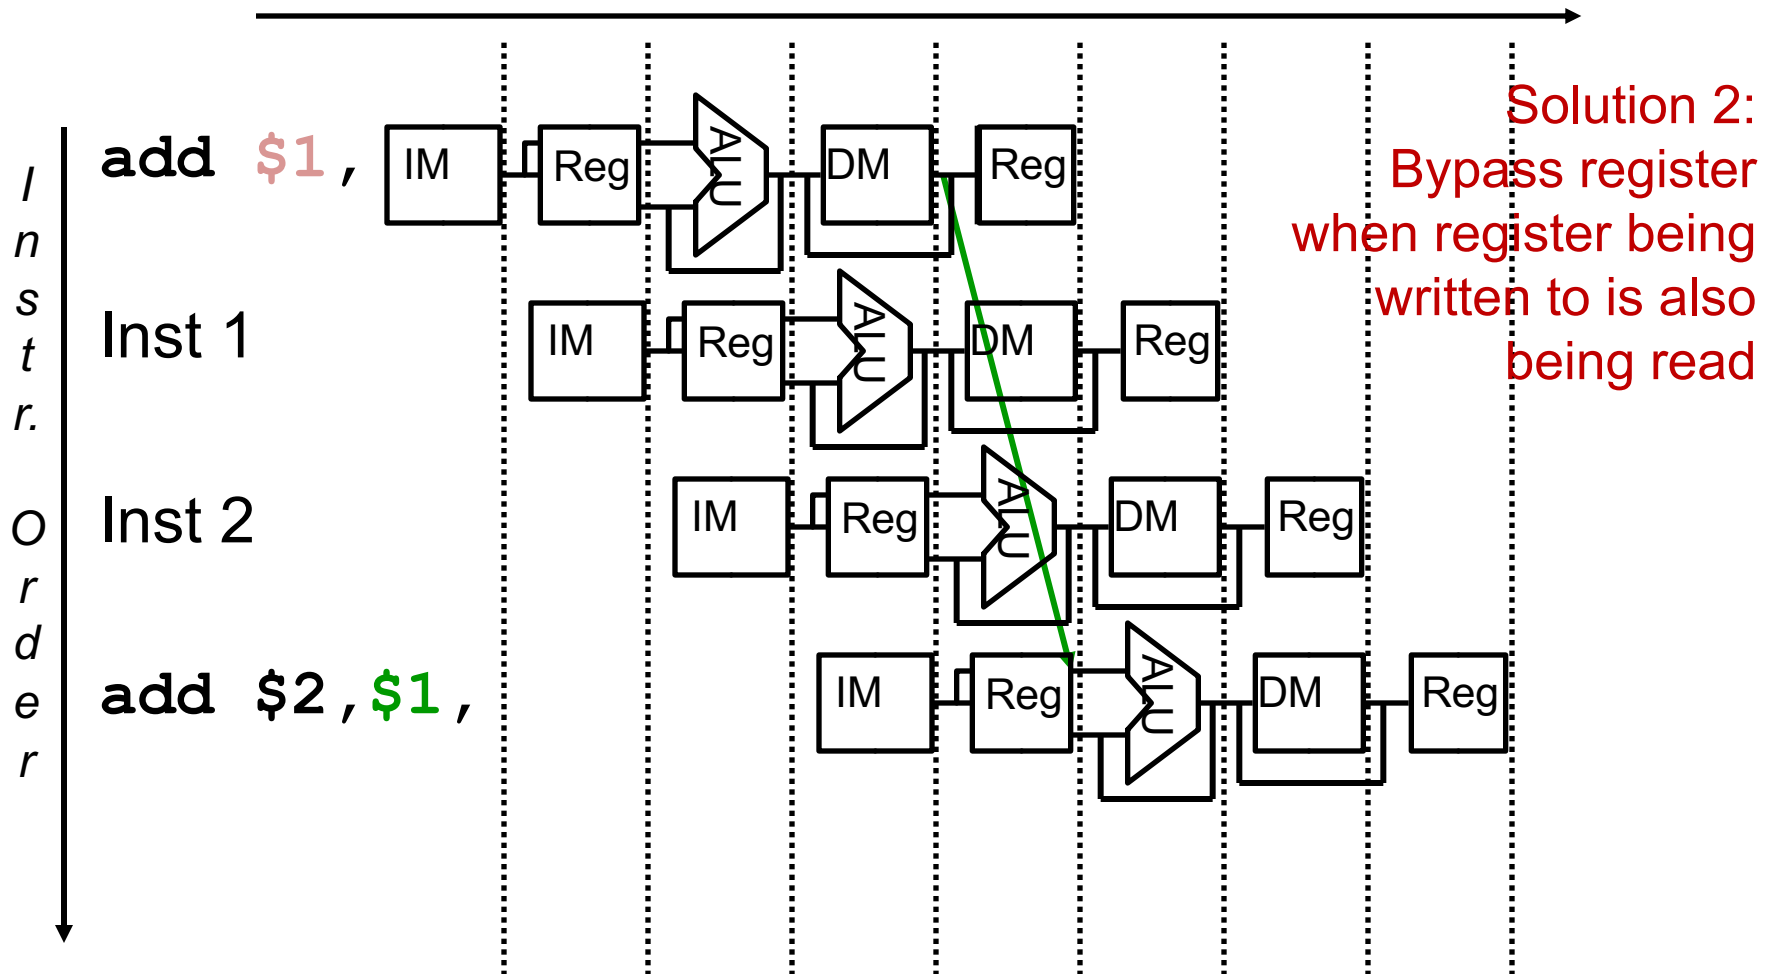 Solution 2:
Bypass register
when register being
written to is also
being read
Instr. Order
add $1,
IM
Reg
ALU
DM
Reg
Inst 1
IM
Reg
ALU
DM
Reg
Inst 2
IM
Reg
ALU
DM
Reg
add $2,$1,
IM
Reg
ALU
DM
Reg